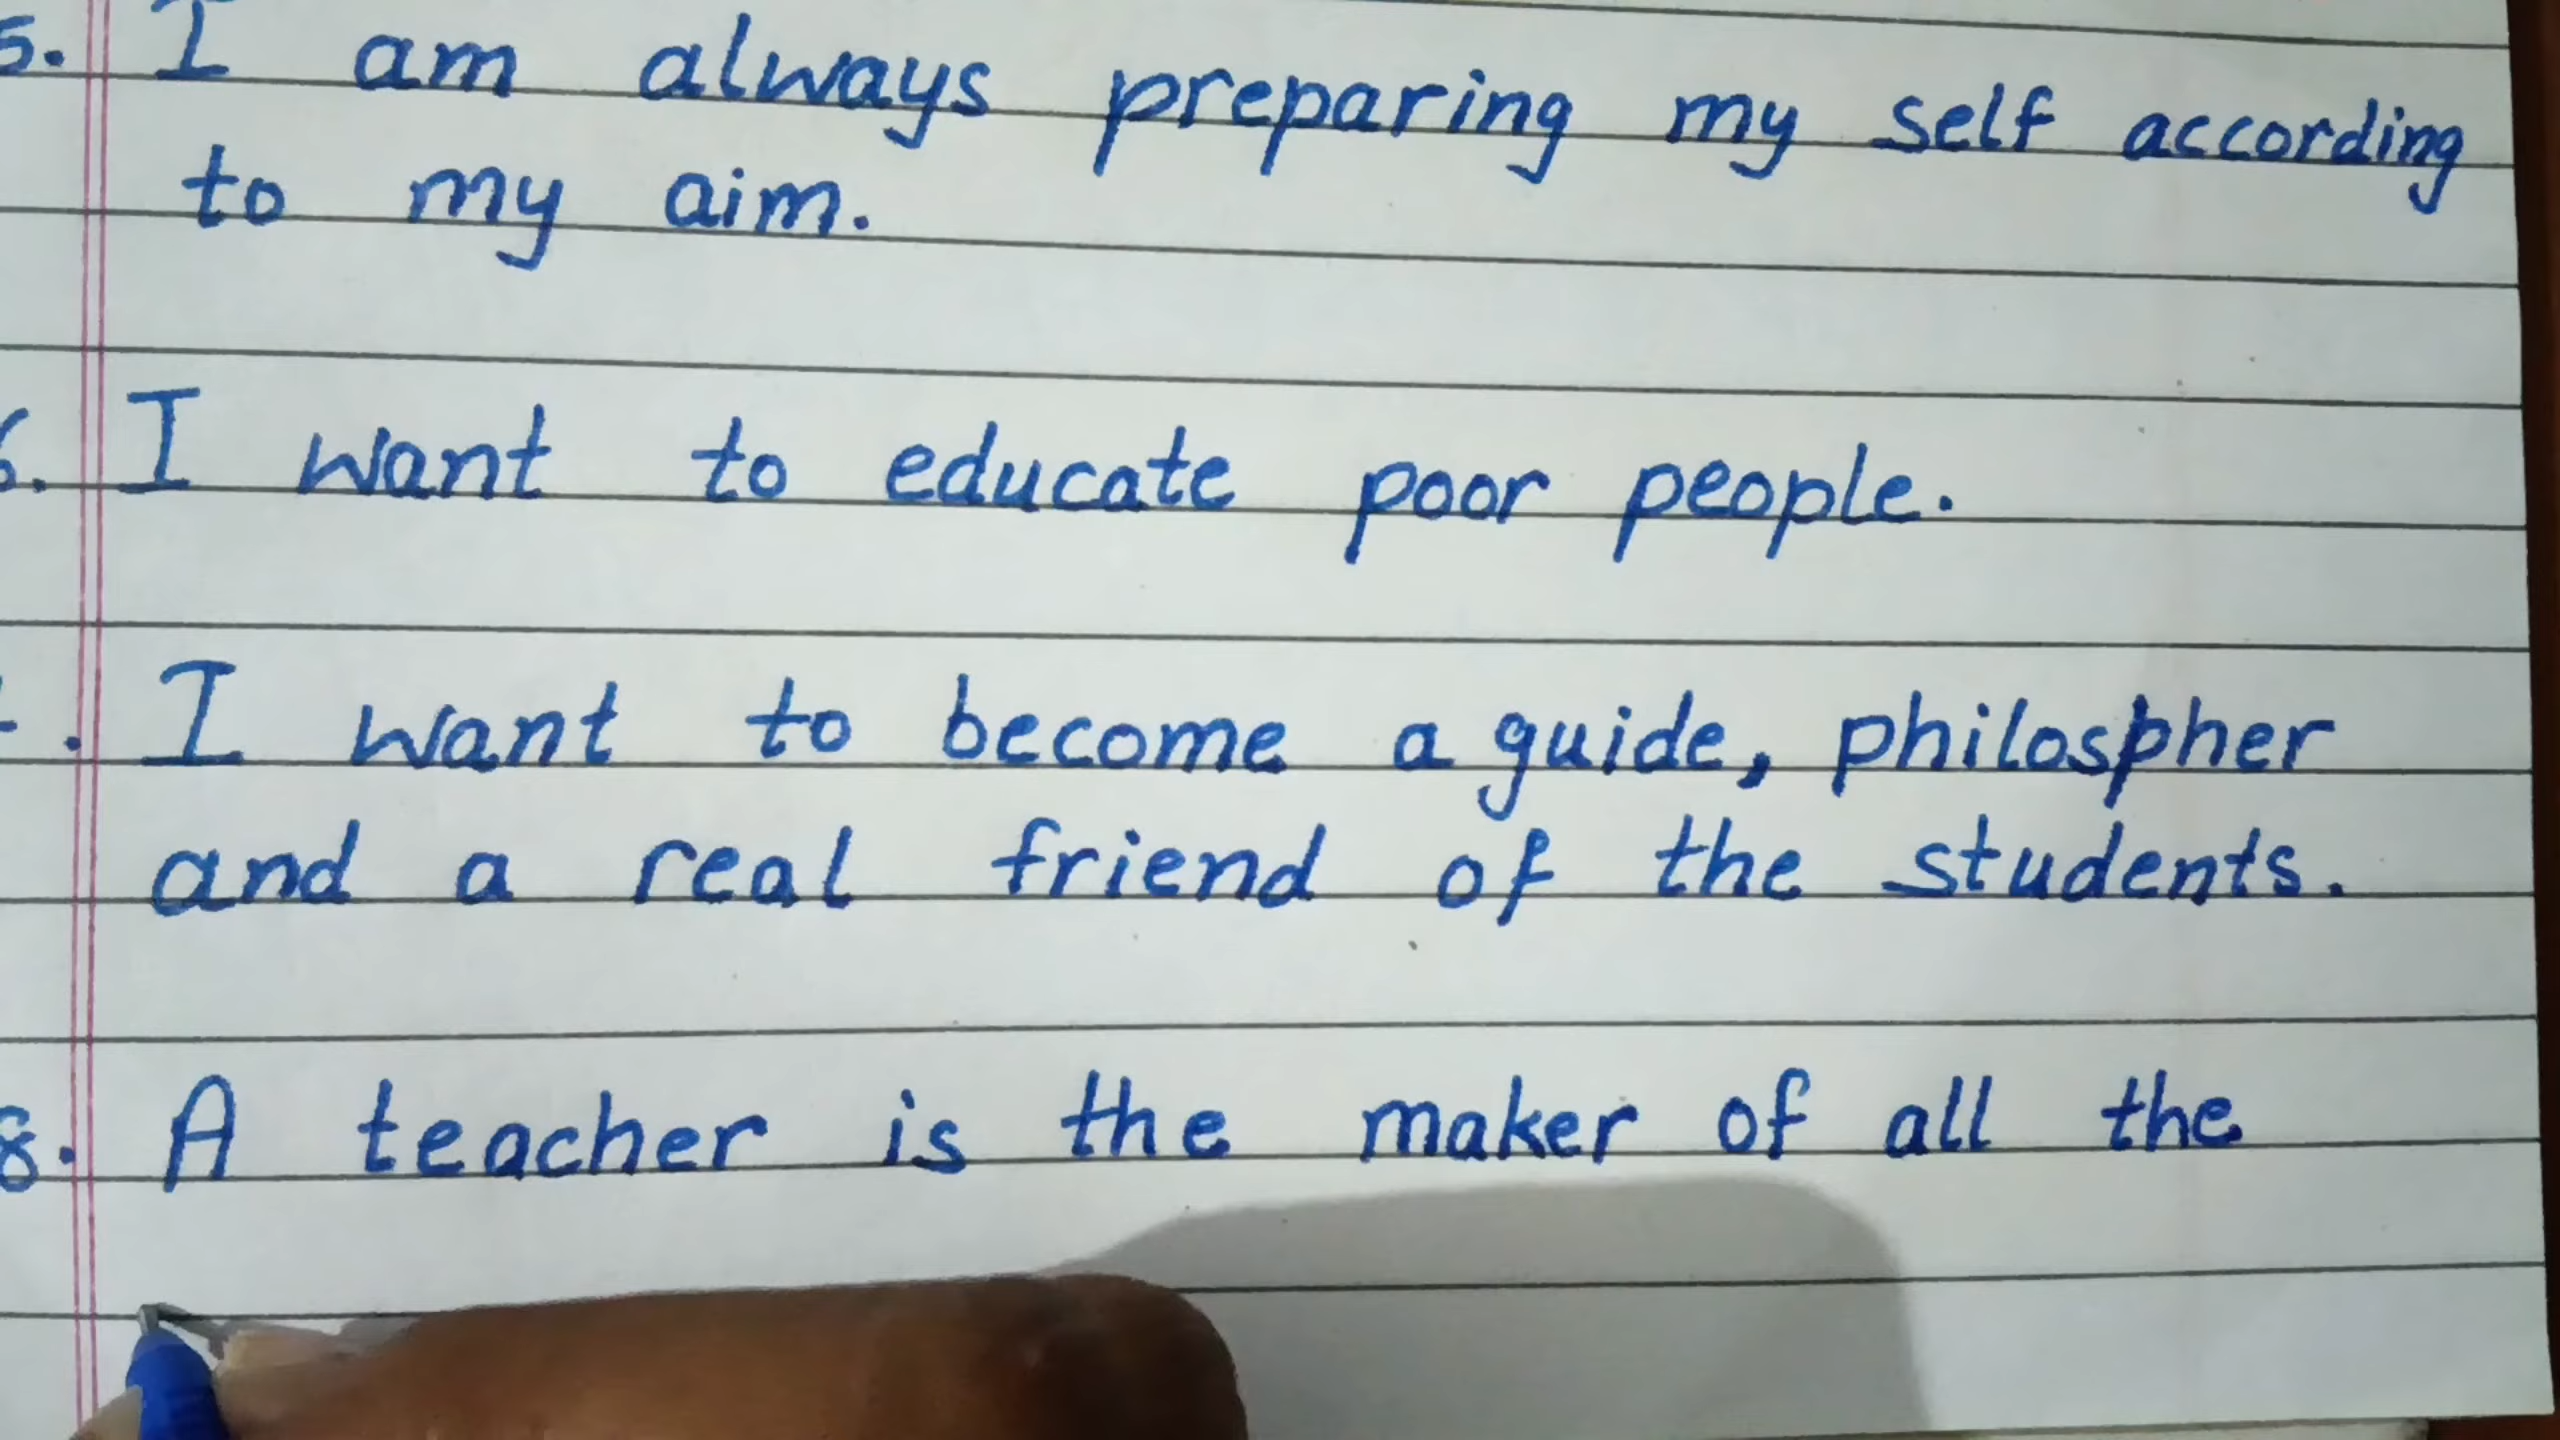 5. I am always preparing my self according
to my aim.
6. I want to educate poor people.
. I want to become a guide, philospher
and a real friend of the students.
8. A teacher is the maker of all the